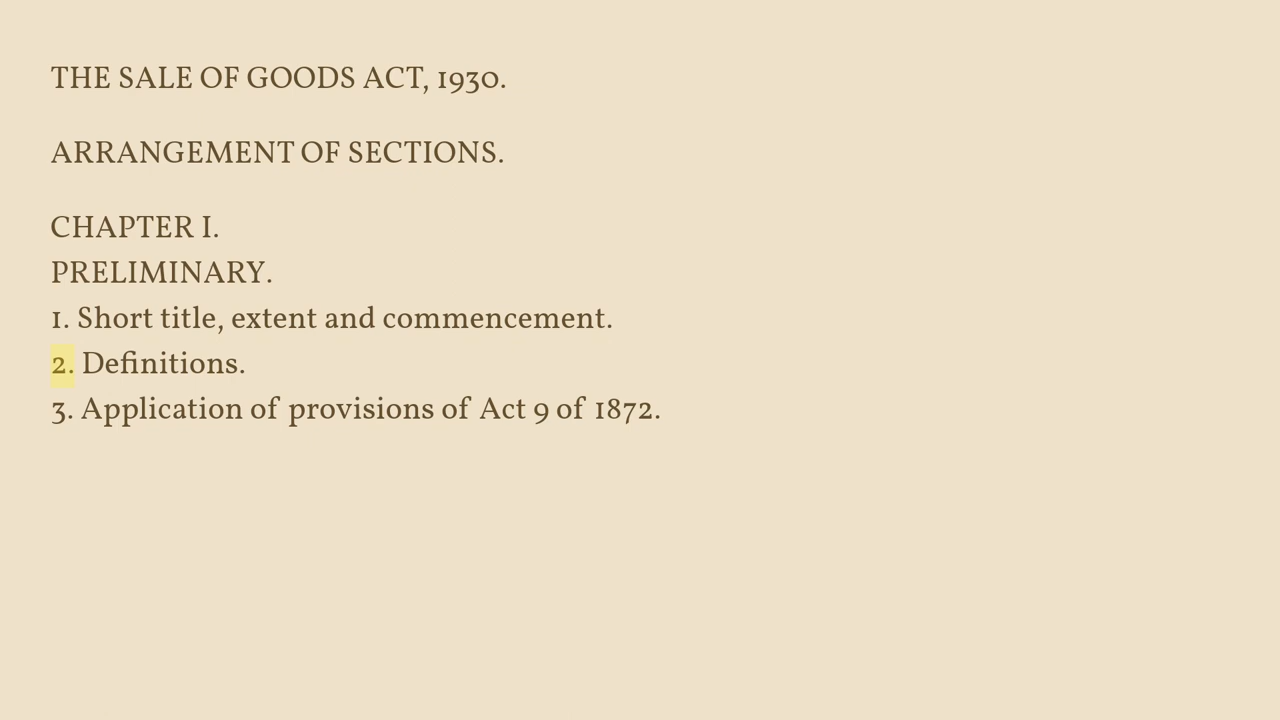 THE SALE OF GOODS ACT, 1930.
ARRANGEMENT OF SECTIONS.
CHAPTER I.
PRELIMINARY.
1. Short title, extent and commencement.
2. Definitions.
3. Application of provisions of Act 9 of 1872.